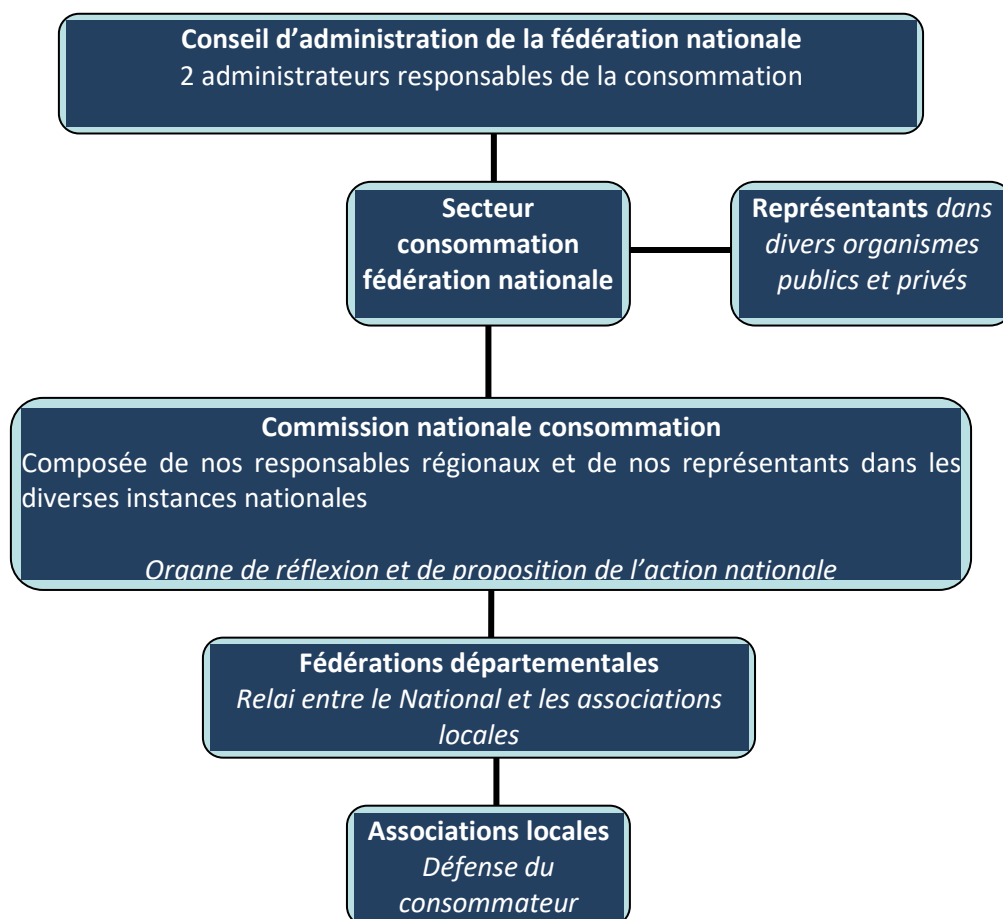 Conseil d’administration de la fédération nationale
2 administrateurs responsables de la consommation
Secteur
consommation
fédération nationale
Représentants dans
divers organismes
publics et privés
Commission nationale consommation
Composée de nos responsables régionaux et de nos représentants dans les
diverses instances nationales
Organe de réflexion et de proposition de l’action nationale
Fédérations départementales
Relai entre le National et les associations
locales
Associations locales
Défense du
consommateur